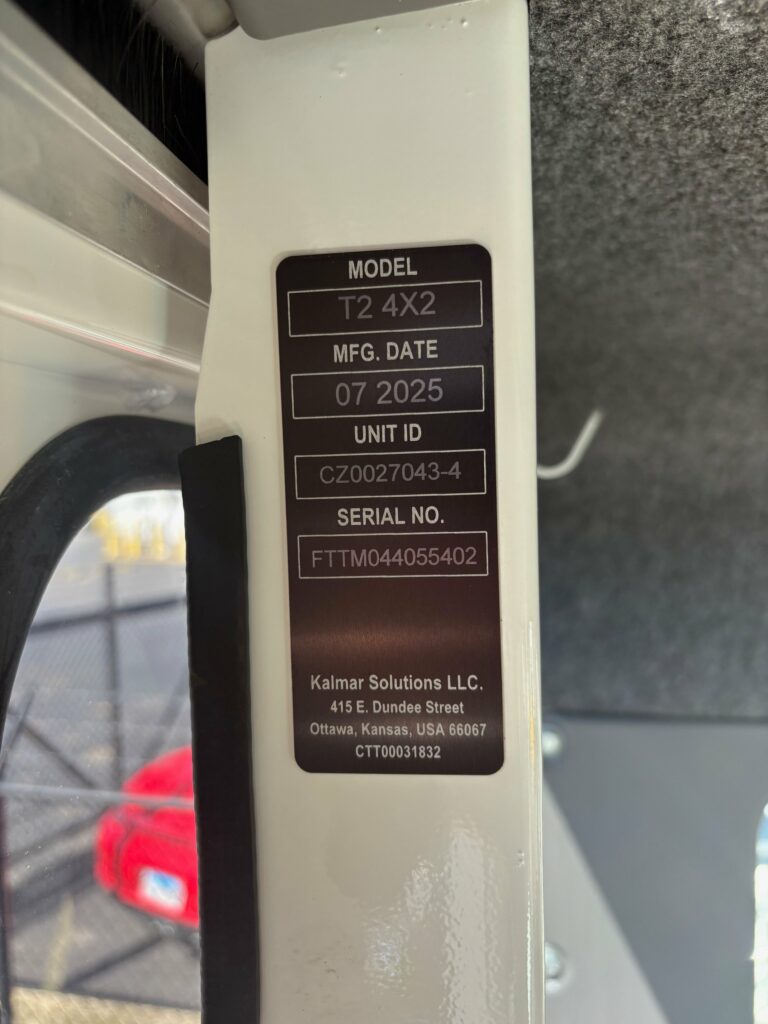 MODEL
T2 4X2
MFG. DATE
07 2025
UNIT ID
CZ0027043-4
SERIAL NO.
FTTM044055402
Kalmar Solutions LLC.
415 E. Dundee Street
Ottawa, Kansas, USA 66067
CTT00031832